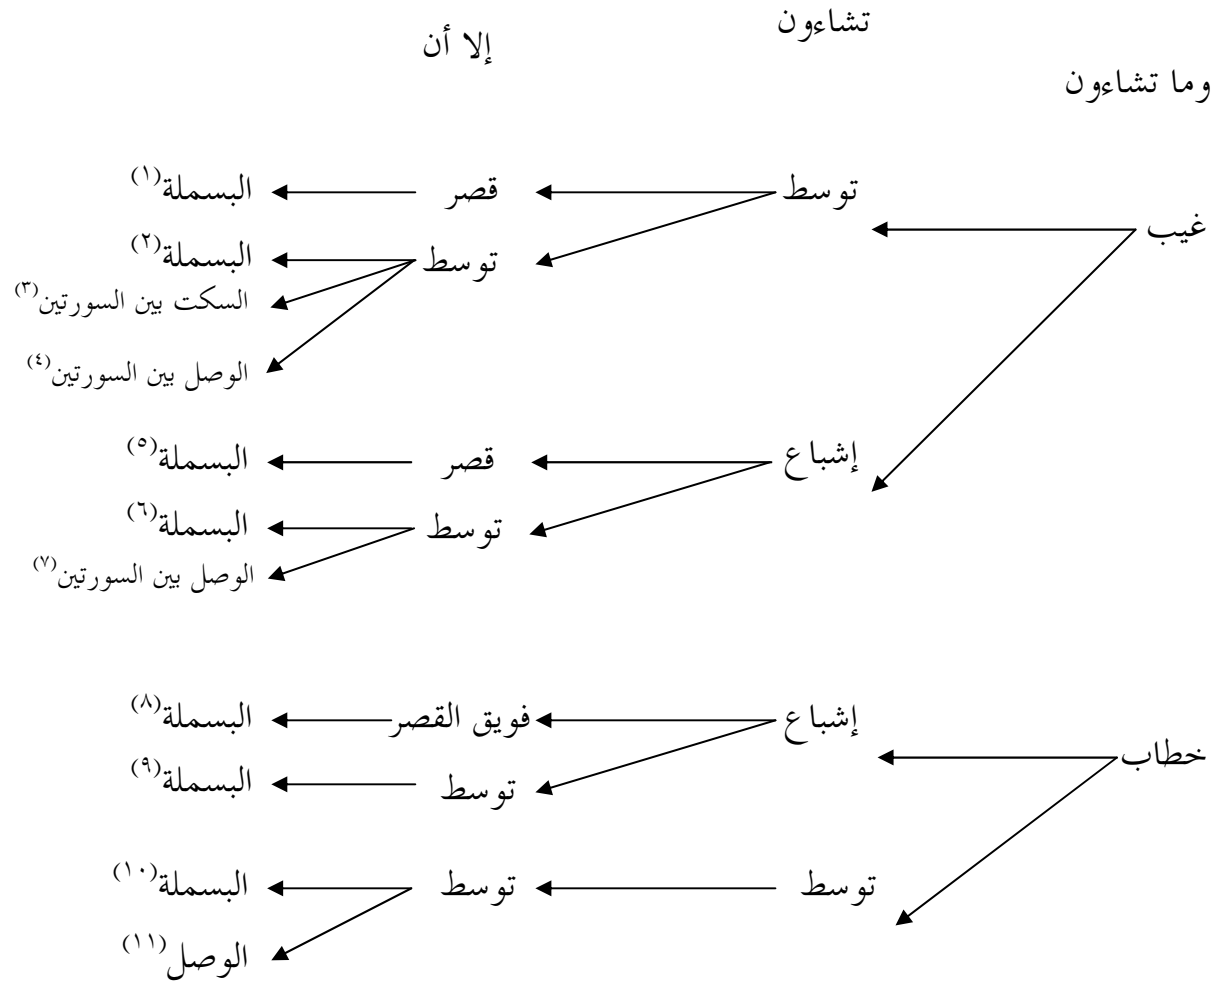 تشاءون
إلا أن
وما تشاءون
توسط قصر البسملة(١)
غيب
توسط البسملة(٢)
السكت بين السورتين(٣)
الوصل بين السورتين(٤)
إشباع قصر البسملة(٥)
توسط البسملة(٦)
الوصل بين السورتين(٧)
إشباع فويق القصر البسملة(٨)
خطاب
توسط البسملة(٩)
توسط توسط البسملة(١٠)
الوصل(١١)